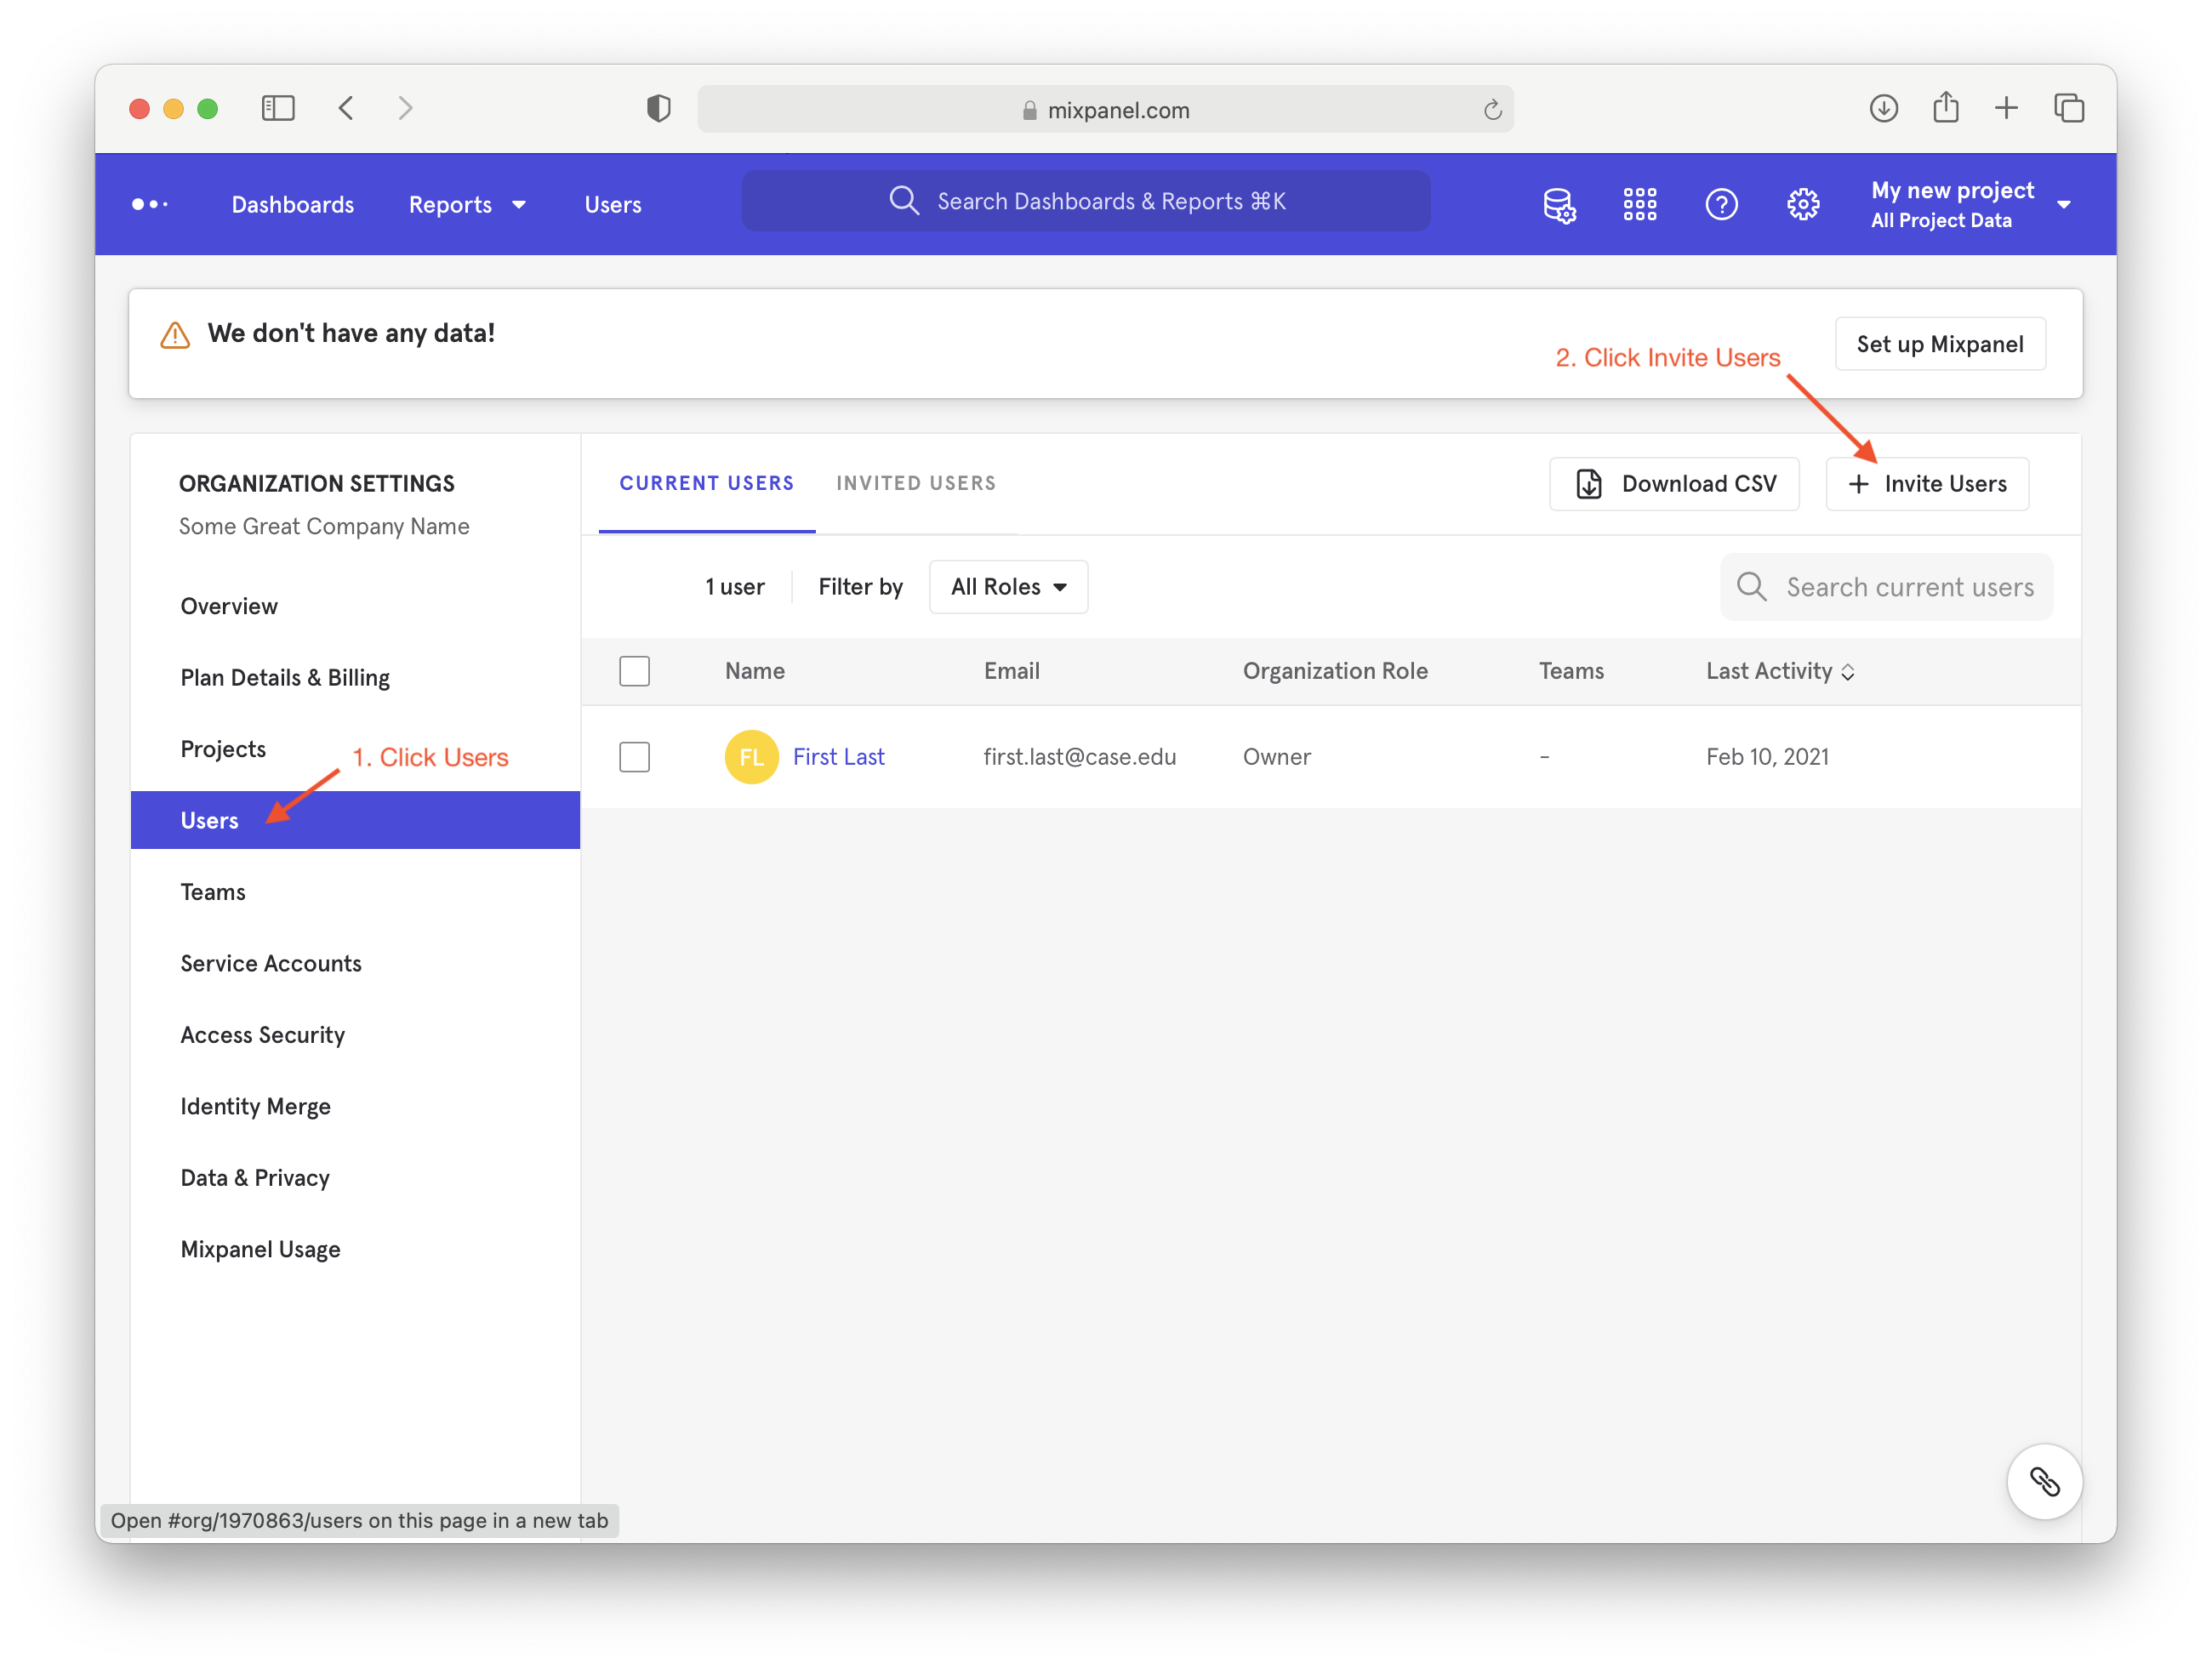 mixpanel.com
Dashboards
Reports
Users
Search Dashboards & Reports ⌘K
My new project
All Project Data
We don't have any data!
2. Click Invite Users
Set up Mixpanel
ORGANIZATION SETTINGS
Some Great Company Name
Overview
Plan Details & Billing
Projects
1. Click Users
Users
Teams
Service Accounts
Access Security
Identity Merge
Data & Privacy
Mixpanel Usage
CURRENT USERS
INVITED USERS
Download CSV
+ Invite Users
1 user
Filter by
All Roles
Search current users
Name
Email
Organization Role
Teams
Last Activity
FL
First Last
first.last@case.edu
Owner
-
Feb 10, 2021
Open #org/1970863/users on this page in a new tab